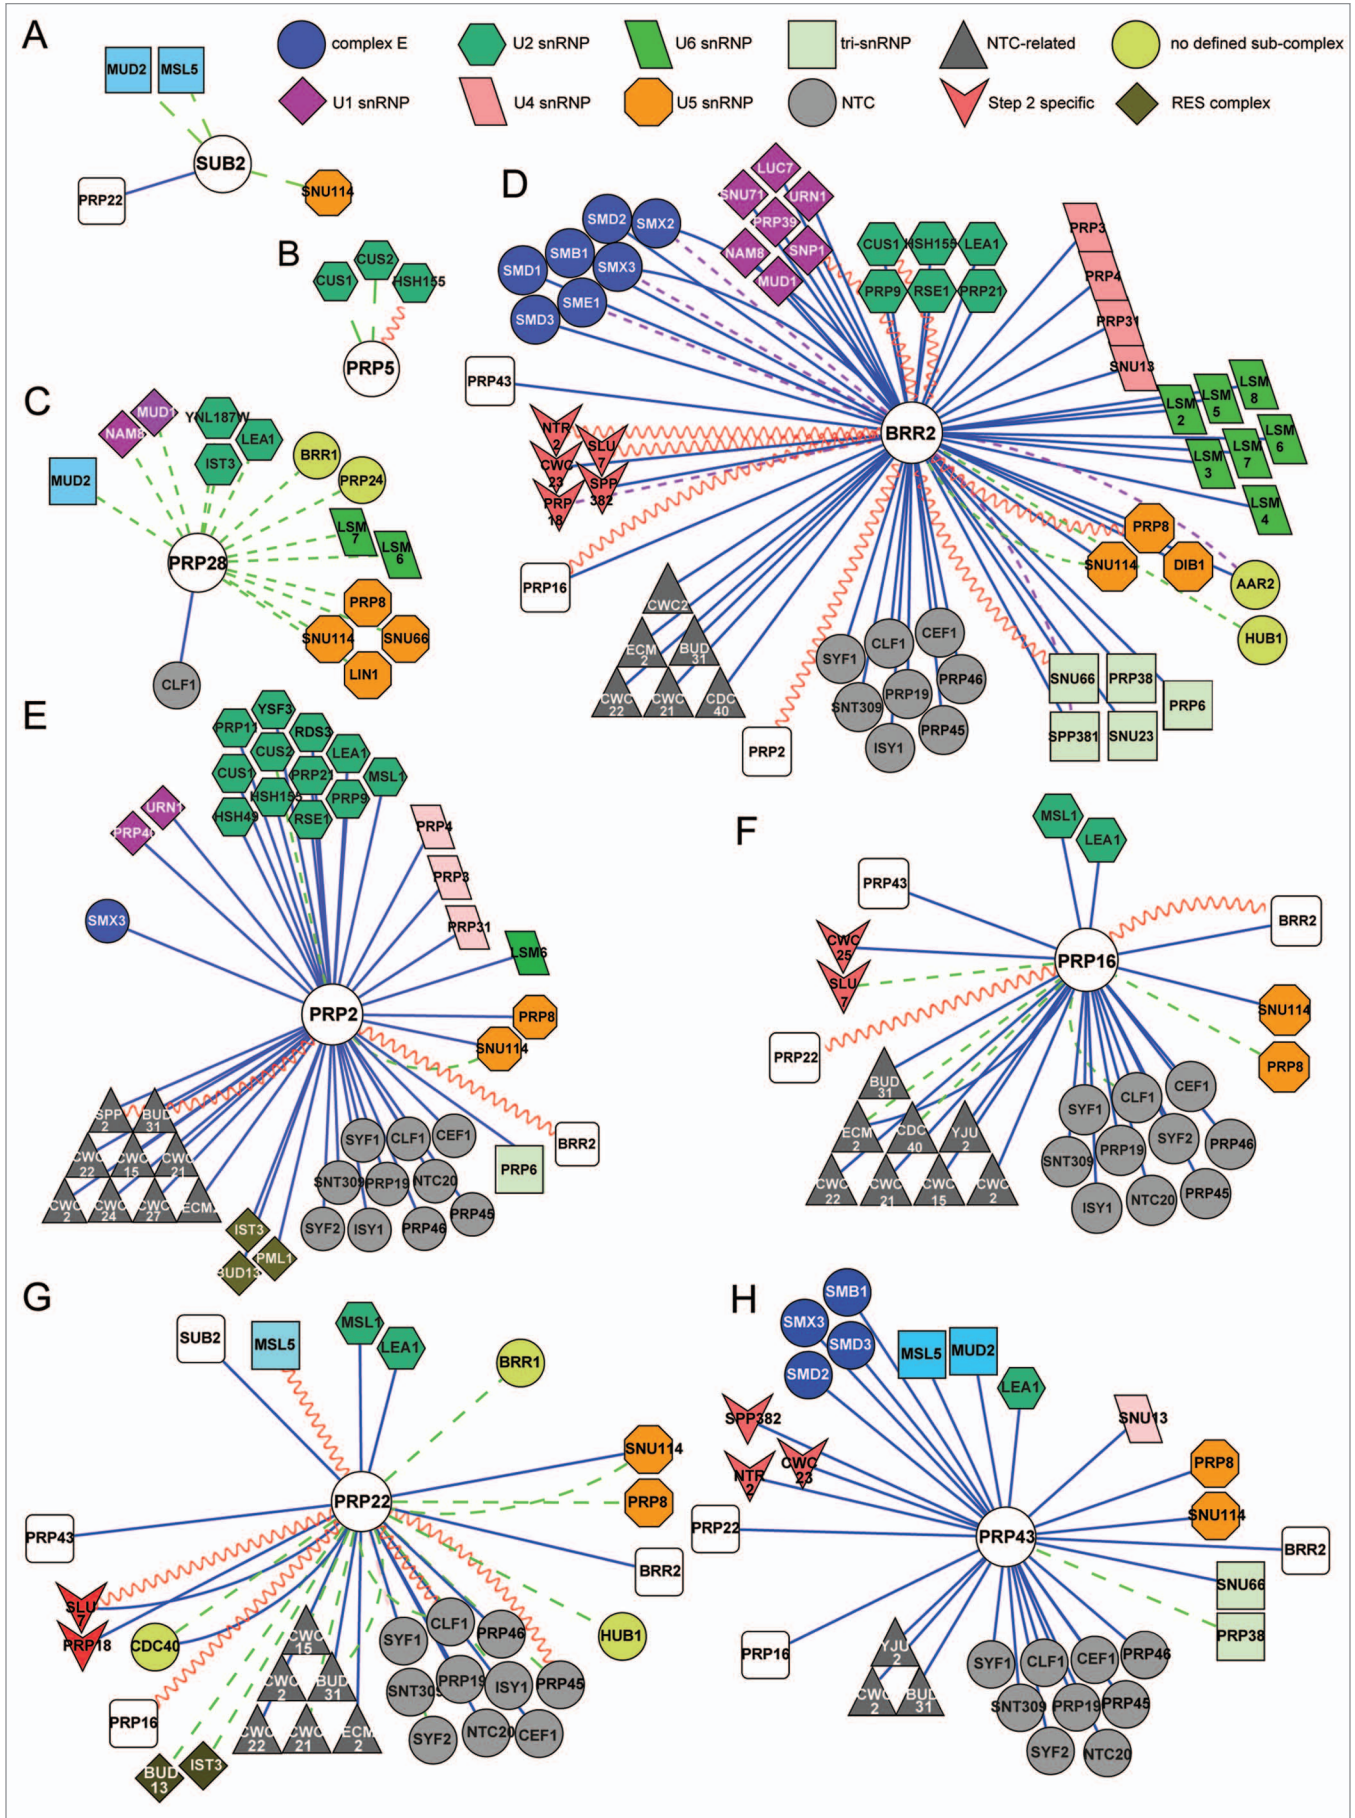 A
complex E
U2 snRNP
U6 snRNP
tri-snRNP
NTC-related
no defined sub-complex
U1 snRNP
U4 snRNP
U5 snRNP
NTC
Step 2 specific
RES complex
MUD2
MSL5
SUB2
PRP22
SNU114
B
CUS1
CUS2
HSH155
PRP5
C
NAM8
MUD1
YNL187W
LEA1
IST3
BRR1
PRP24
MUD2
LSM
7
LSM
6
PRP28
PRP8
SNU114
SNU66
LIN1
CLF1
D
LUC7
SNU71
URN1
PRP39
NAM8
SNP1
MUD1
SMD2
SMX2
SMB1
SMD1
SMX3
SME1
SMD3
CUS1
HSH155
LEA1
PRP9
RSE1
PRP21
PRP3
PRP4
PRP31
SNU13
LSM
2
LSM
5
LSM
8
LSM
3
LSM
7
LSM
6
LSM
4
PRP43
BRR2
NTR
2
SLU
7
CWC
23
SPP
382
PRP
18
PRP16
PRP8
SNU114
DIB1
AAR2
HUB1
CWC2
ECM
2
BUD
31
CWC
22
CWC
21
CDC
40
PRP2
SYF1
CLF1
CEF1
SNT309
PRP19
PRP46
ISY1
PRP45
SNU66
PRP38
PRP6
SPP381
SNU23
E
PRP11
YSF3
RDS3
CUS1
CUS2
LEA1
PRP21
MSL1
HSH49
HSH155
RSE1
PRP9
URN1
PRP40
SMX3
PRP4
PRP3
PRP31
LSM6
PRP2
PRP8
SNU114
BRR2
PRP6
SPP
2
BUD
31
CWC
22
CWC
15
CWC
21
CWC
2
CWC
24
CWC
27
ECM
IST3
BUD13
PML1
SYF1
CLF1
CEF1
SNT309
PRP19
NTC20
SYF2
ISY1
PRP46
PRP45
F
MSL1
LEA1
PRP43
BRR2
CWC
25
SLU
7
PRP16
PRP22
SNU114
PRP8
BUD
31
ECM
2
CDC
40
YJU
2
CWC
22
CWC
21
CWC
15
CWC
2
SYF1
CLF1
CEF1
SNT309
PRP19
SYF2
PRP46
ISY1
NTC20
PRP45
G
SUB2
MSL5
MSL1
LEA1
BRR1
SNU114
PRP8
PRP22
PRP43
BRR2
SLU
7
PRP18
CDC40
PRP16
BUD
13
IST3
CWC
15
CWC
2
BUD
31
CWC
22
CWC
21
ECM
2
SYF1
CLF1
PRP46
SNT309
PRP19
ISY1
PRP45
SYF2
NTC20
CEF1
HUB1
H
SMB1
SMX3
SMD3
SMD2
MSL5
MUD2
LEA1
SNU13
SPP382
NTR
2
CWC
23
PRP8
SNU114
PRP22
PRP43
BRR2
SNU66
PRP38
PRP16
YJU
2
CWC
2
BUD
31
SYF1
CLF1
CEF1
PRP46
SNT309
PRP19
PRP45
SYF2
NTC20